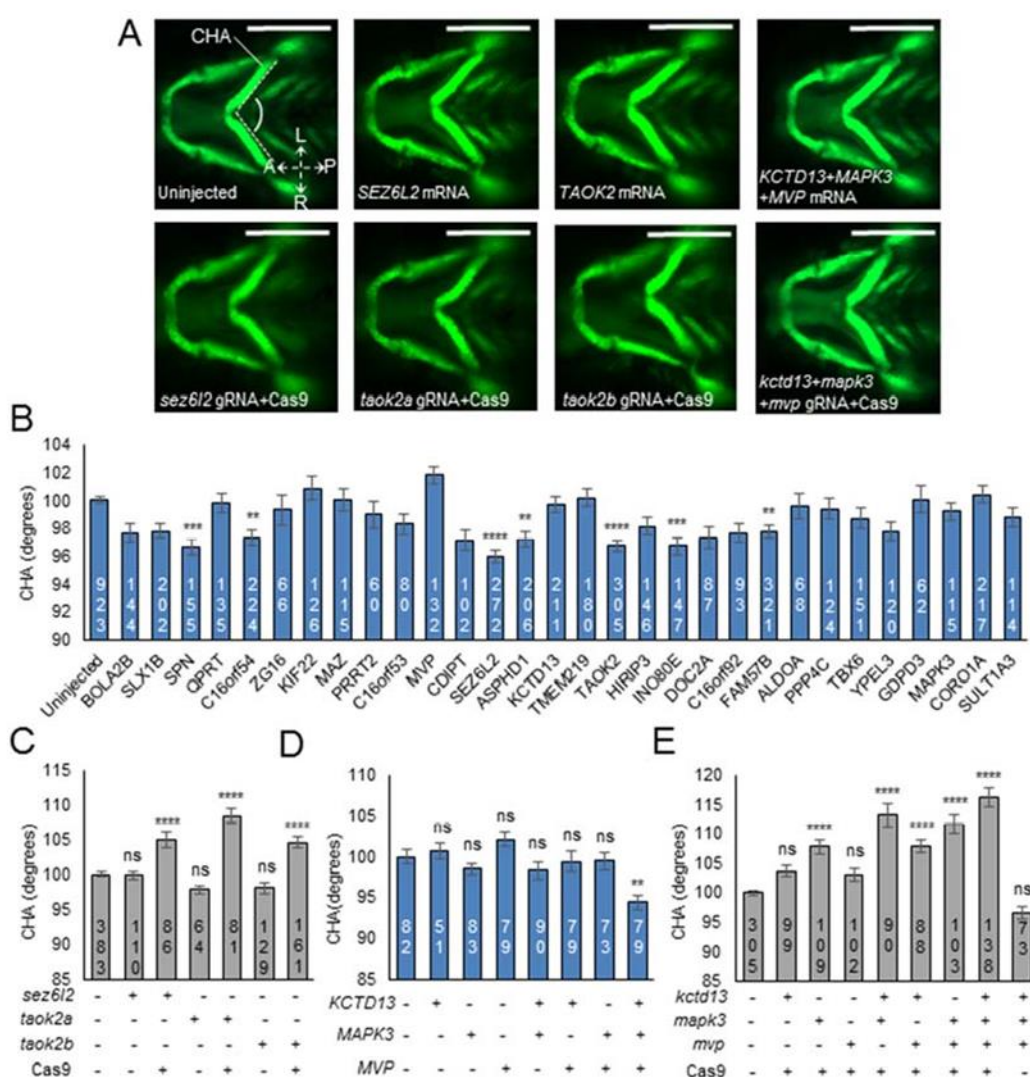 A
CHA
L
A P
R
Uninjected
SEZ6L2 mRNA
TAOK2 mRNA
KCTD13+MAPK3
+MVP mRNA
sez6l2 gRNA+Cas9
taok2a gRNA+Cas9
taok2b gRNA+Cas9
kctd13+mapk3
+mvp gRNA+Cas9
B
CHA (degrees)
104
102
100
98
96
94
92
90
*** ** **** ** **** *** **
923 144 202 155 135 224 66 126 115 60 80 132 102 272 206 211 180 305 146 147 87 93 321 68 124 151 120 62 115 217 114
Uninjected BOLA2B SLX1B SPN QPRT C16orf54 ZG16 KIF22 MAZ PRRT2 C16orf53 MVP CDIPT SEZ6L2 ASPHD1 KCTD13 TMEM219 TAOK2 HIRIP3 INO80E DOC2A C16orf92 FAM57B ALDOA PPP4C TBX6 YPEL3 GDPD3 MAPK3 CORO1A SULT1A3
C
CHA (degrees)
115
110
105
100
95
90
85
ns **** ns **** ns ****
383 110 86 64 81 129 161
sez6l2 - + + - - - -
taok2a - - - + + - -
taok2b - - - - - + +
Cas9 - - + - + - +
D
CHA(degrees)
110
105
100
95
90
85
ns ns ns ns ns ns **
82 51 83 79 90 79 73 79
KCTD13 - + - - + + - +
MAPK3 - - + - + - + +
MVP - - - + - + + +
E
CHA (degrees)
120
115
110
105
100
95
90
85
ns **** ns **** **** **** **** ns
305 99 109 102 90 88 103 138 73
kctd13 - + - - + + - + +
mapk3 - - + - + - + + +
mvp - - - + - + + + +
Cas9 - + + + + + + + -